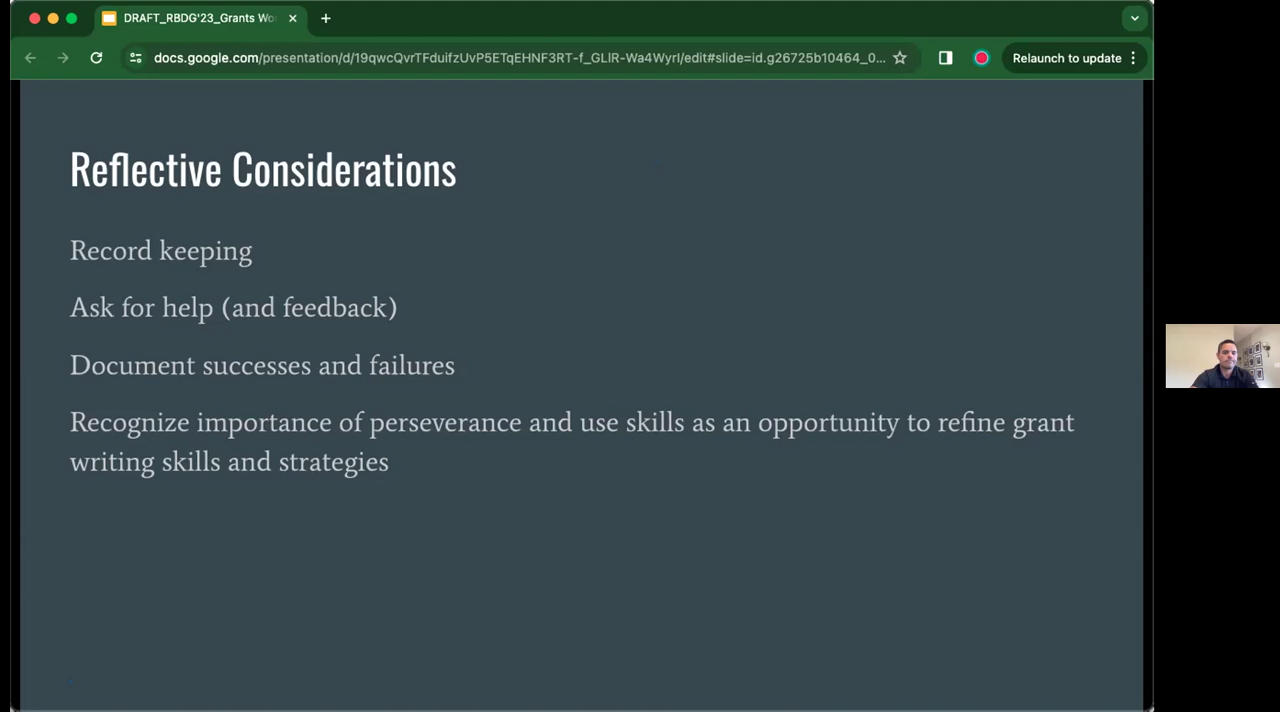 DRAFT_RBDG'23_Grants Wo
docs.google.com/presentation/d/19qwcQvrTFduifzUvP5ETqEHNF3RT-f_GLlR-Wa4WyrI/edit#slide=id.g26725b10464_0...
Relaunch to update
Reflective Considerations
Record keeping
Ask for help (and feedback)
Document successes and failures
Recognize importance of perseverance and use skills as an opportunity to refine grant
writing skills and strategies